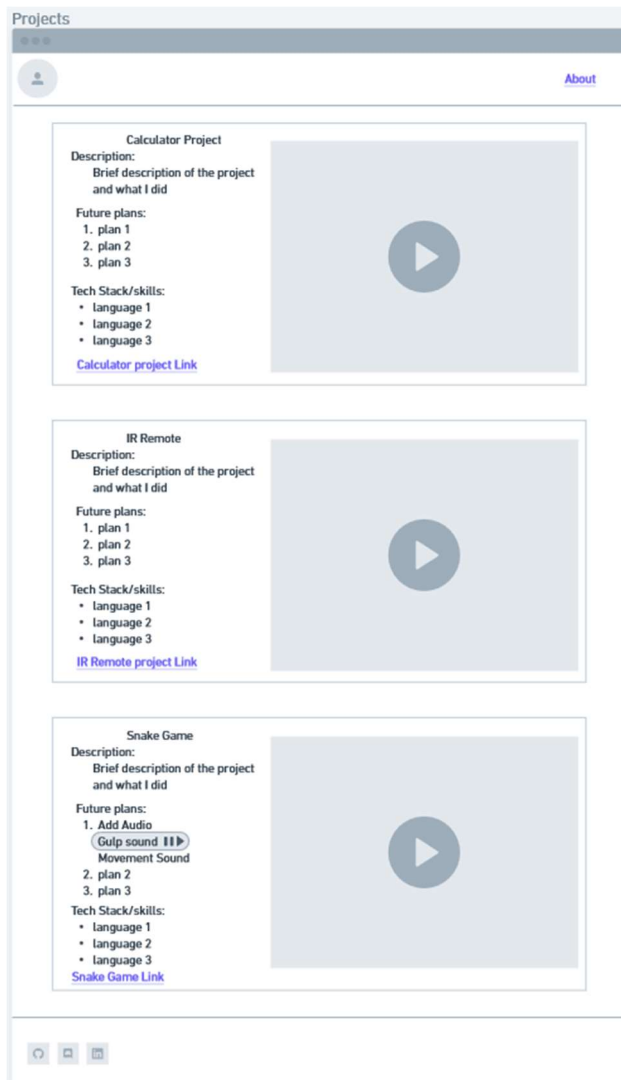 Projects
About
Calculator Project
Description:
Brief description of the project
and what I did
Future plans:
1. plan 1
2. plan 2
3. plan 3
Tech Stack/skills:
• language 1
• language 2
• language 3
Calculator project Link
IR Remote
Description:
Brief description of the project
and what I did
Future plans:
1. plan 1
2. plan 2
3. plan 3
Tech Stack/skills:
• language 1
• language 2
• language 3
IR Remote project Link
Snake Game
Description:
Brief description of the project
and what I did
Future plans:
1. Add Audio
Gulp sound
Movement Sound
2. plan 2
3. plan 3
Tech Stack/skills:
• language 1
• language 2
• language 3
Snake Game Link
in